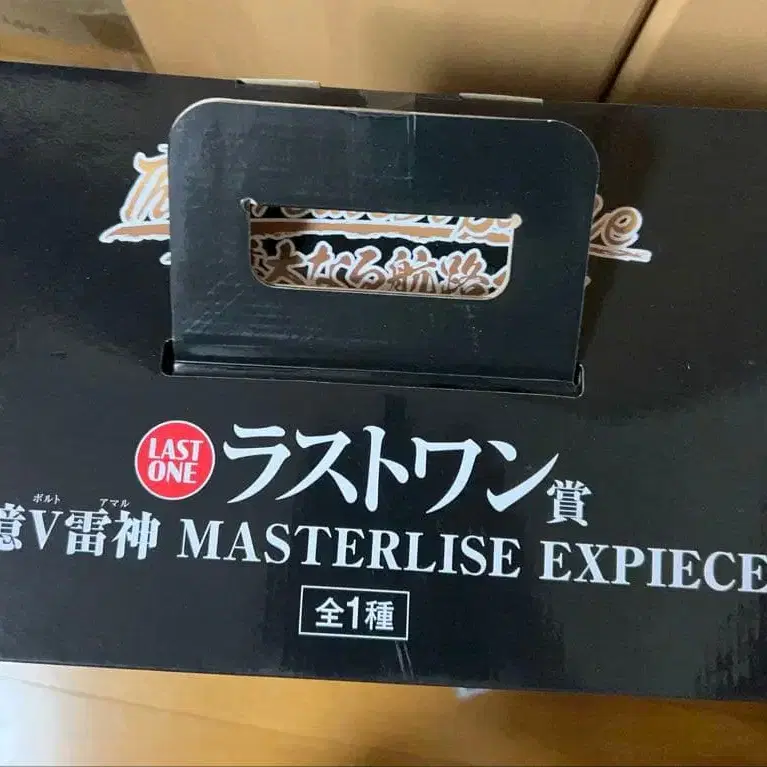 大なる航路
LAST
ONE
ラストワン賞
ボルト アマル
億V雷神 MASTERLISE EXPIECE
全1種